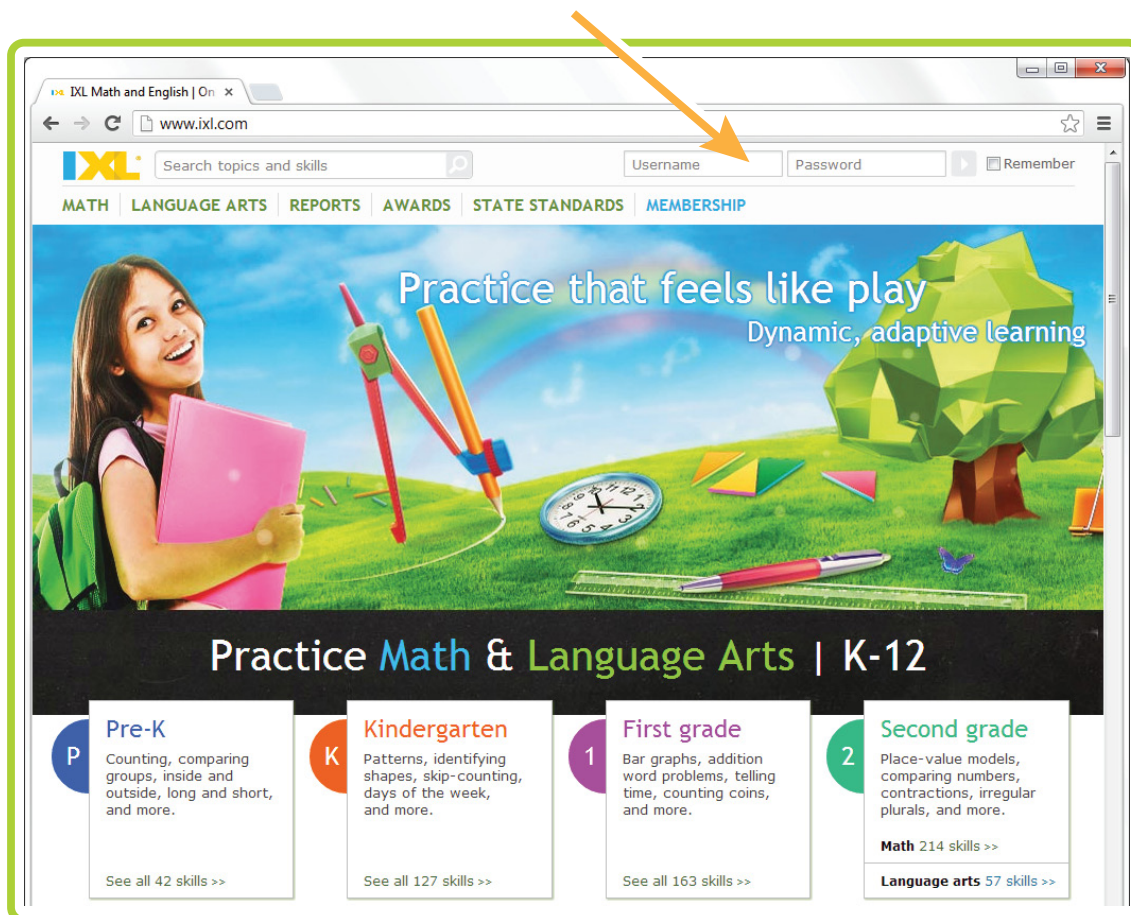 IXL Math and English | On
www.ixl.com
IXL
Search topics and skills
Username
Password
Remember
MATH
LANGUAGE ARTS
REPORTS
AWARDS
STATE STANDARDS
MEMBERSHIP
Practice that feels like play
Dynamic, adaptive learning
Practice Math & Language Arts | K-12
P
Pre-K
Counting, comparing
groups, inside and
outside, long and short,
and more.
See all 42 skills >>
K
Kindergarten
Patterns, identifying
shapes, skip-counting,
days of the week,
and more.
See all 127 skills >>
1
First grade
Bar graphs, addition
word problems, telling
time, counting coins,
and more.
See all 163 skills >>
2
Second grade
Place-value models,
comparing numbers,
contractions, irregular
plurals, and more.
Math 214 skills >>
Language arts 57 skills >>